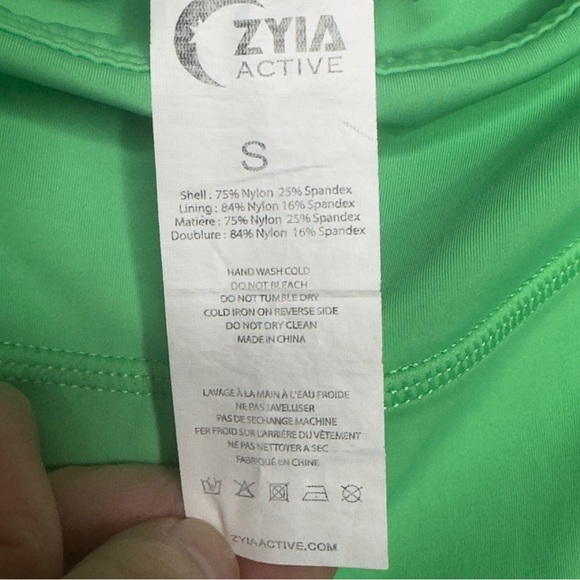 ZYIA
ACTIVE
S
Shell : 75% Nylon 25% Spandex
Lining : 84% Nylon 16% Spandex
Matière : 75% Nylon 25% Spandex
Doublure : 84% Nylon 16% Spandex
HAND WASH COLD
DO NOT BLEACH
DO NOT TUMBLE DRY
COLD IRON ON REVERSE SIDE
DO NOT DRY CLEAN
MADE IN CHINA
LAVAGE À LA MAIN À L'EAU FROIDE
NE PAS JAVELLISER
PAS DE SECHANGE MACHINE
FER FROID SUR L'ARRIÈRE DU VÊTEMENT
NE PAS NETTOYER A SEC
FABRIQUÉ EN CHINE
ZYIAACTIVE.COM